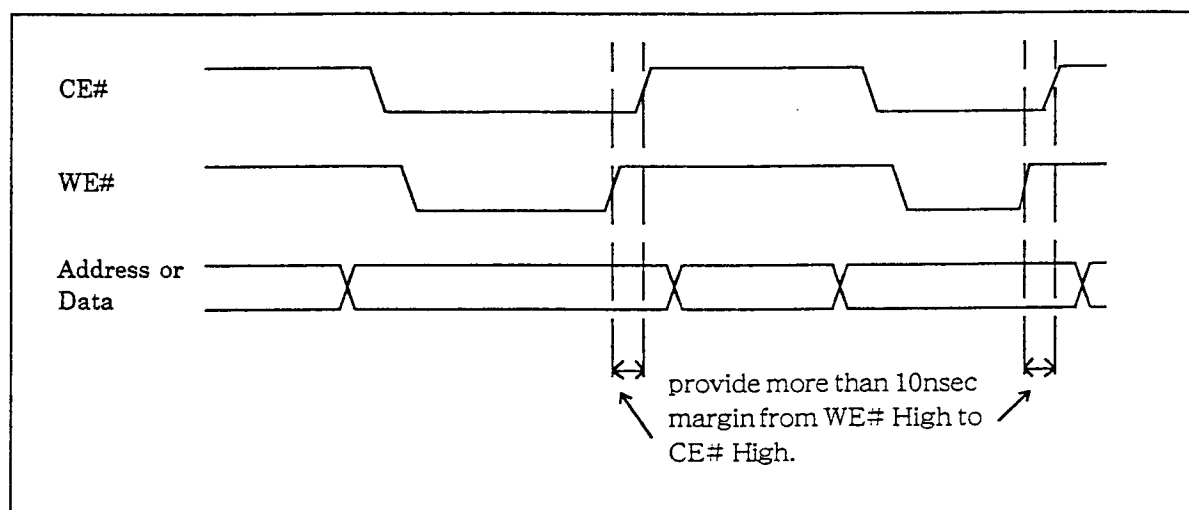 CE#
WE#
Address or
Data
provide more than 10nsec
margin from WE# High to
CE# High.